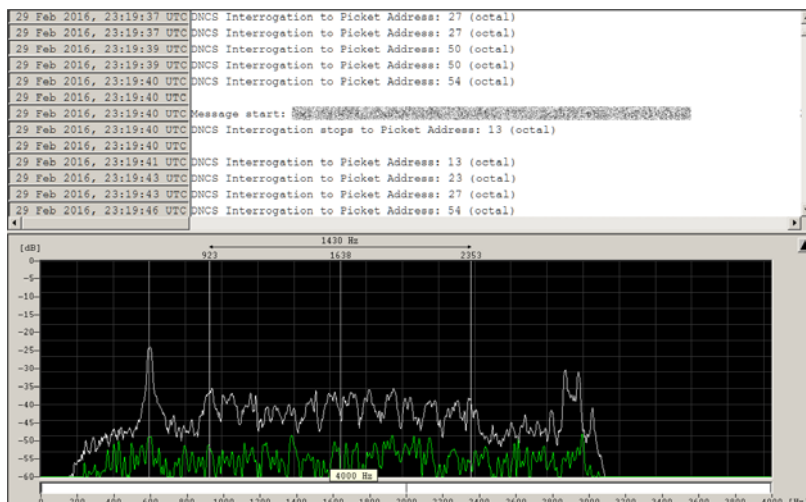 29 Feb 2016, 23:19:37 UTC DNCS Interrogation to Picket Address: 27 (octal)
29 Feb 2016, 23:19:37 UTC DNCS Interrogation to Picket Address: 27 (octal)
29 Feb 2016, 23:19:39 UTC DNCS Interrogation to Picket Address: 50 (octal)
29 Feb 2016, 23:19:39 UTC DNCS Interrogation to Picket Address: 50 (octal)
29 Feb 2016, 23:19:40 UTC DNCS Interrogation to Picket Address: 54 (octal)
29 Feb 2016, 23:19:40 UTC
29 Feb 2016, 23:19:40 UTC Message start:
29 Feb 2016, 23:19:40 UTC DNCS Interrogation stops to Picket Address: 13 (octal)
29 Feb 2016, 23:19:40 UTC
29 Feb 2016, 23:19:41 UTC DNCS Interrogation to Picket Address: 13 (octal)
29 Feb 2016, 23:19:43 UTC DNCS Interrogation to Picket Address: 23 (octal)
29 Feb 2016, 23:19:43 UTC DNCS Interrogation to Picket Address: 27 (octal)
29 Feb 2016, 23:19:46 UTC DNCS Interrogation to Picket Address: 54 (octal)
1430 Hz
[dB]
923 1638 2353
0
-5
-10
-15
-20
-25
-30
-35
-40
-45
-50
-55
-60
4000 Hz
0 200 400 600 800 1000 1200 1400 1600 1800 2000 2200 2400 2600 2800 3000 3200 3400 3600 3800 4000 [Hz